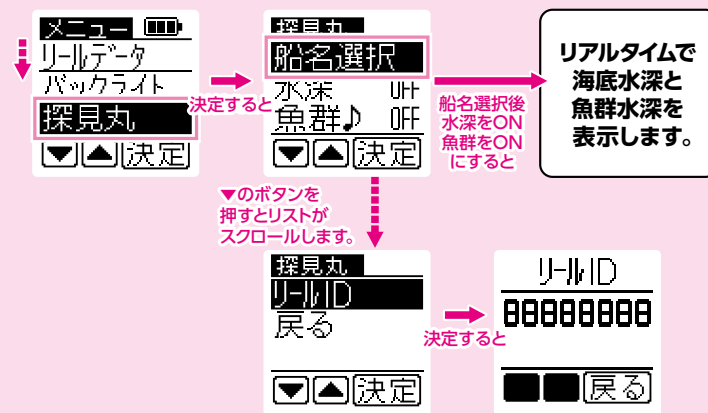 メニュー
リールデータ
バックライト
探見丸
▼▲決定
決定すると
探見丸
船名選択
水深 OFF
魚群♪ OFF
▼▲決定
船名選択後
水深をON
魚群をON
にすると
リアルタイムで
海底水深と
魚群水深を
表示します。
▼のボタンを
押すとリストが
スクロールします。
探見丸
リールID
戻る
▼▲決定
決定すると
リールID
88888888
戻る